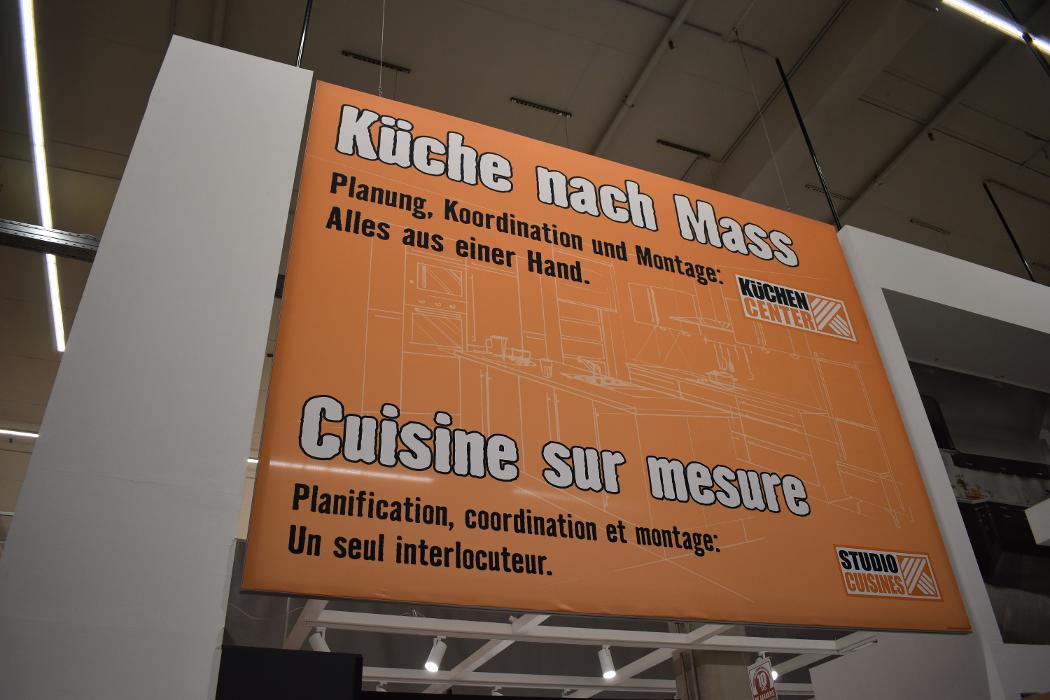 Küche nach Mass
Planung, Koordination und Montage:
Alles aus einer Hand.
KÜCHEN
CENTER
Cuisine sur mesure
Planification, coordination et montage:
Un seul interlocuteur.
STUDIO
CUISINES
10